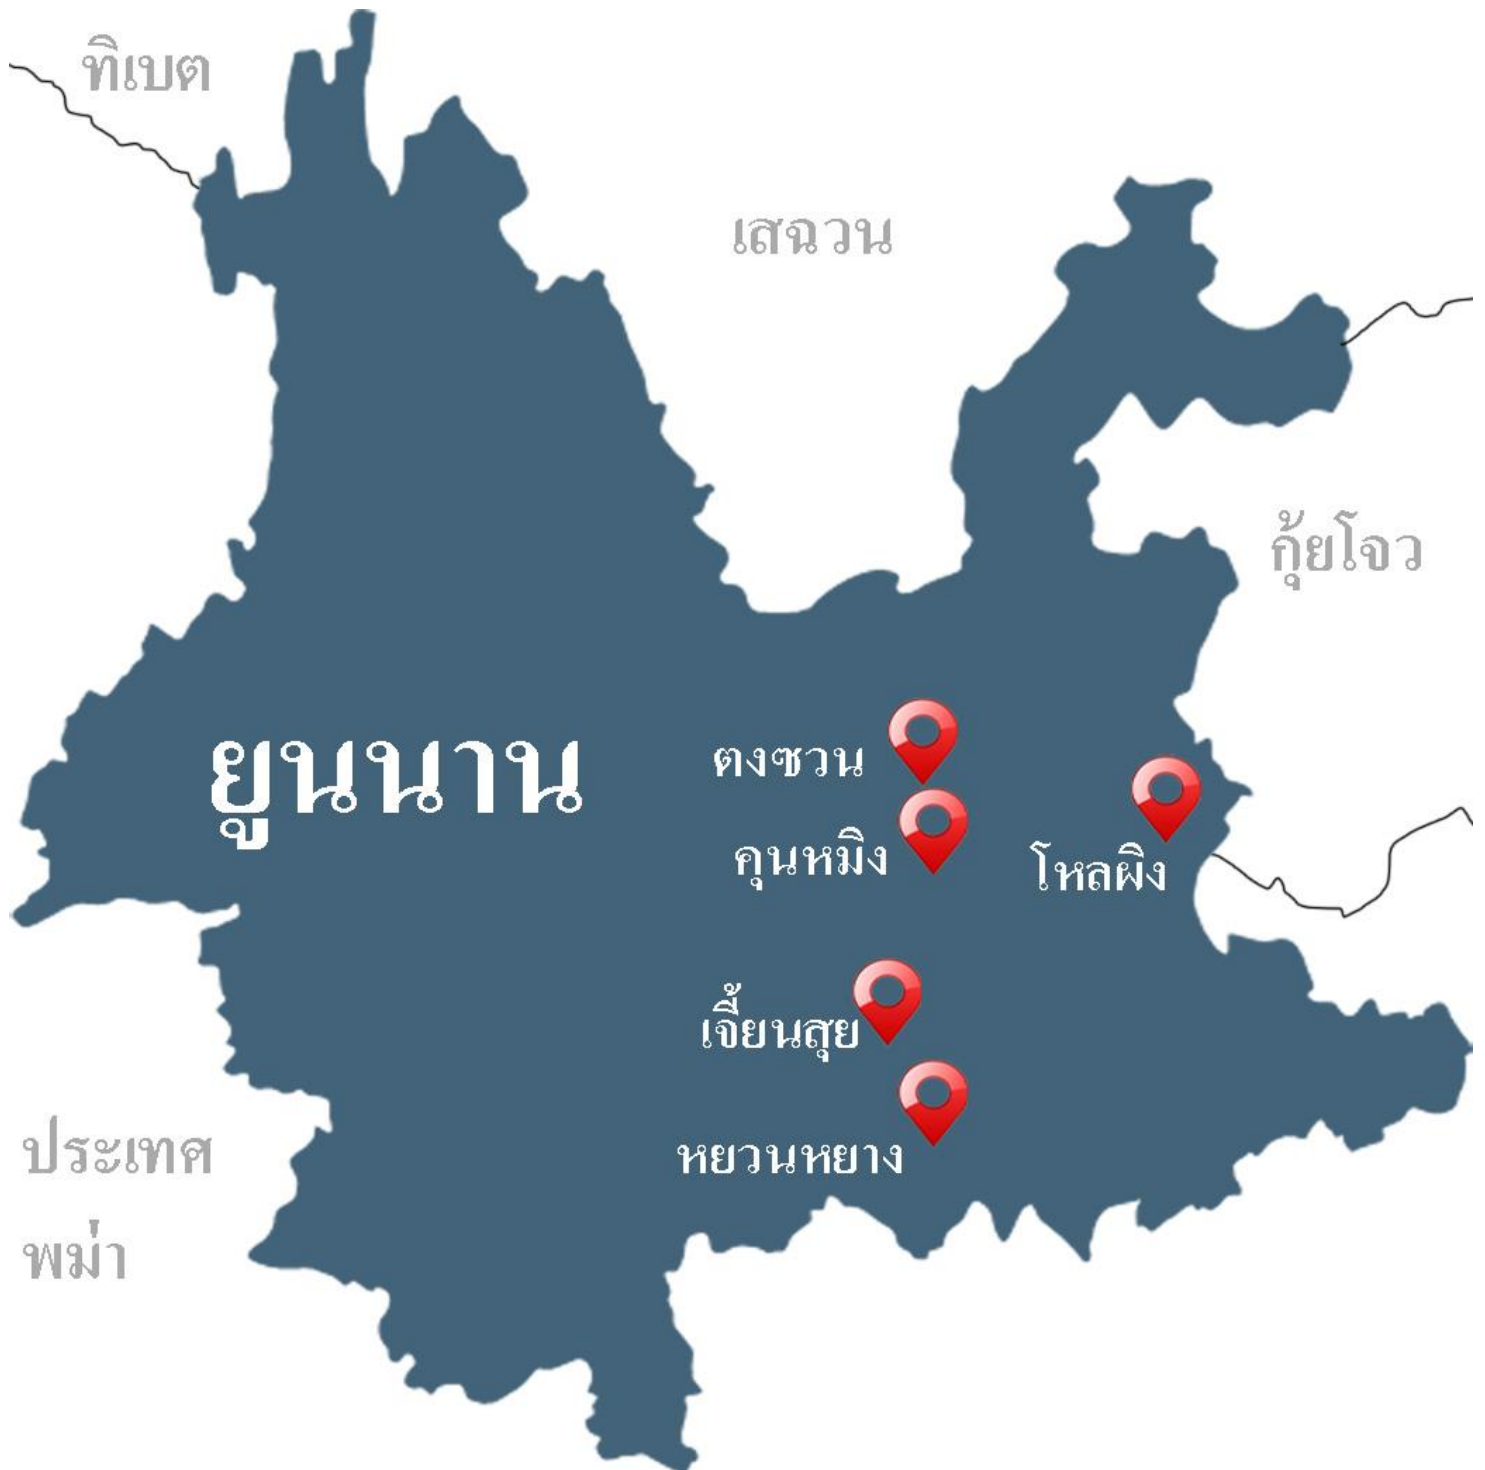 ทิเบต
เสฉวน
กุ้ยโจว
ยูนนาน
ตงซวน
คุนหมิง
โหลผิง
เจี้ยนสุย
หยวนหยาง
ประเทศ
พม่า